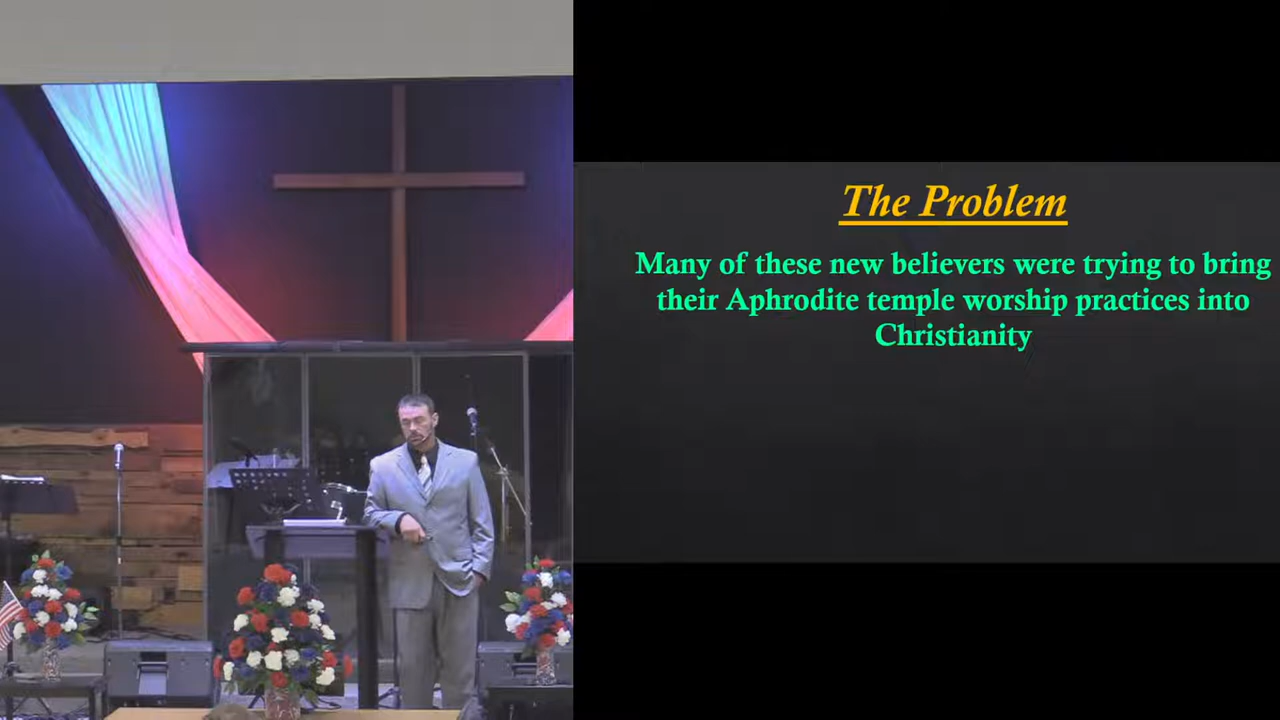 The Problem
Many of these new believers were trying to bring
their Aphrodite temple worship practices into
Christianity